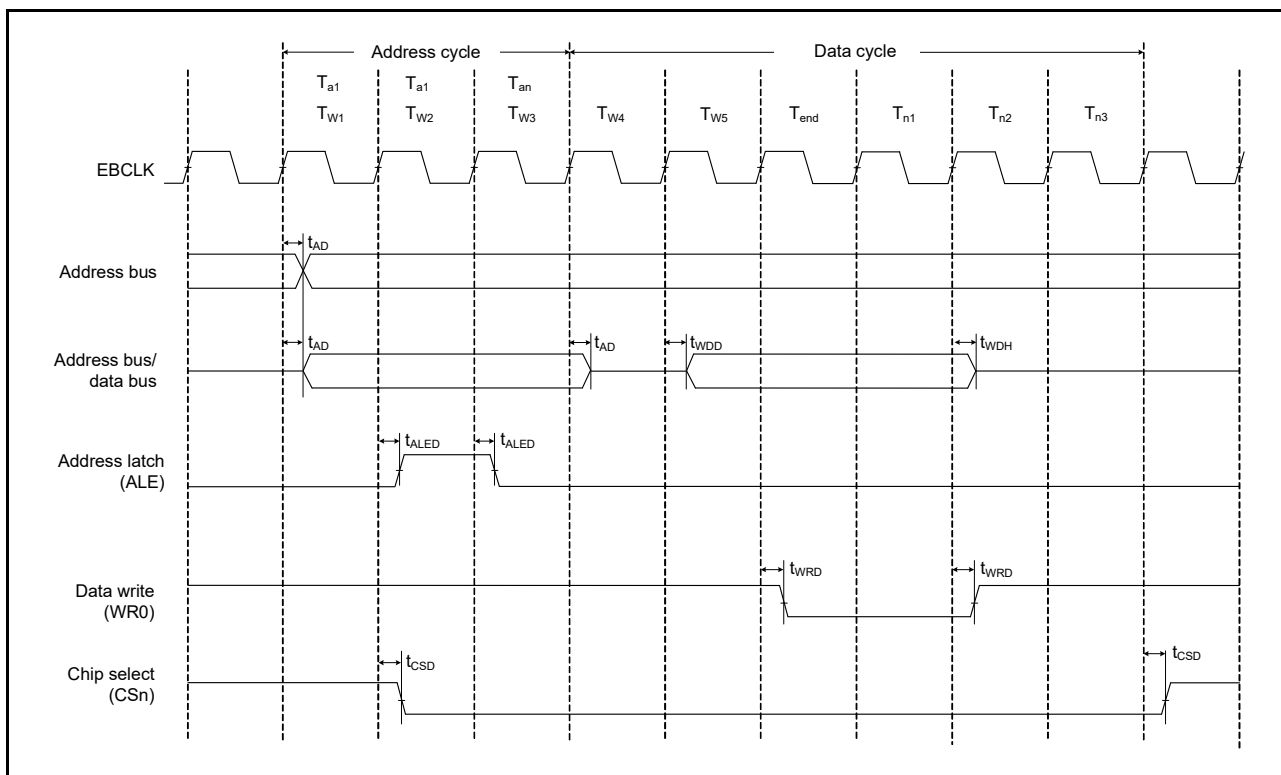 Address cycle Data cycle
Ta1 Ta1 Tan
TW1 TW2 TW3 TW4 TW5 Tend Tn1 Tn2 Tn3
EBCLK
tAD
Address bus
tAD tAD tWDD tWDH
Address bus/
data bus
tALED tALED
Address latch
(ALE)
tWRD tWRD
Data write
(WR0)
tCSD tCSD
Chip select
(CSn)